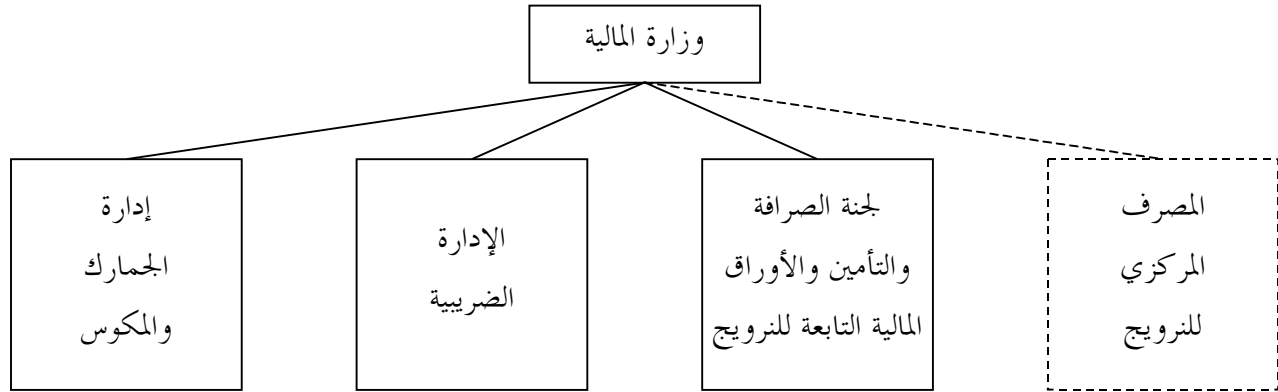 وزارة المالية
المصرف
المركزي
للنرويج
لجنة الصرافة
والتأمين والأوراق
المالية التابعة للنرويج
الإدارة
الضريبية
إدارة
الجمارك
والمكوس